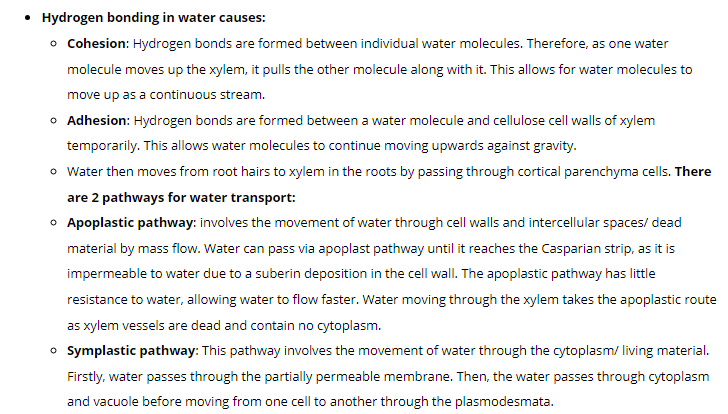 • Hydrogen bonding in water causes:
○ Cohesion: Hydrogen bonds are formed between individual water molecules. Therefore, as one water
molecule moves up the xylem, it pulls the other molecule along with it. This allows for water molecules to
move up as a continuous stream.
○ Adhesion: Hydrogen bonds are formed between a water molecule and cellulose cell walls of xylem
temporarily. This allows water molecules to continue moving upwards against gravity.
○ Water then moves from root hairs to xylem in the roots by passing through cortical parenchyma cells. There
are 2 pathways for water transport:
○ Apoplastic pathway: involves the movement of water through cell walls and intercellular spaces/ dead
material by mass flow. Water can pass via apoplast pathway until it reaches the Casparian strip, as it is
impermeable to water due to a suberin deposition in the cell wall. The apoplastic pathway has little
resistance to water, allowing water to flow faster. Water moving through the xylem takes the apoplastic route
as xylem vessels are dead and contain no cytoplasm.
○ Symplastic pathway: This pathway involves the movement of water through the cytoplasm/ living material.
Firstly, water passes through the partially permeable membrane. Then, the water passes through cytoplasm
and vacuole before moving from one cell to another through the plasmodesmata.